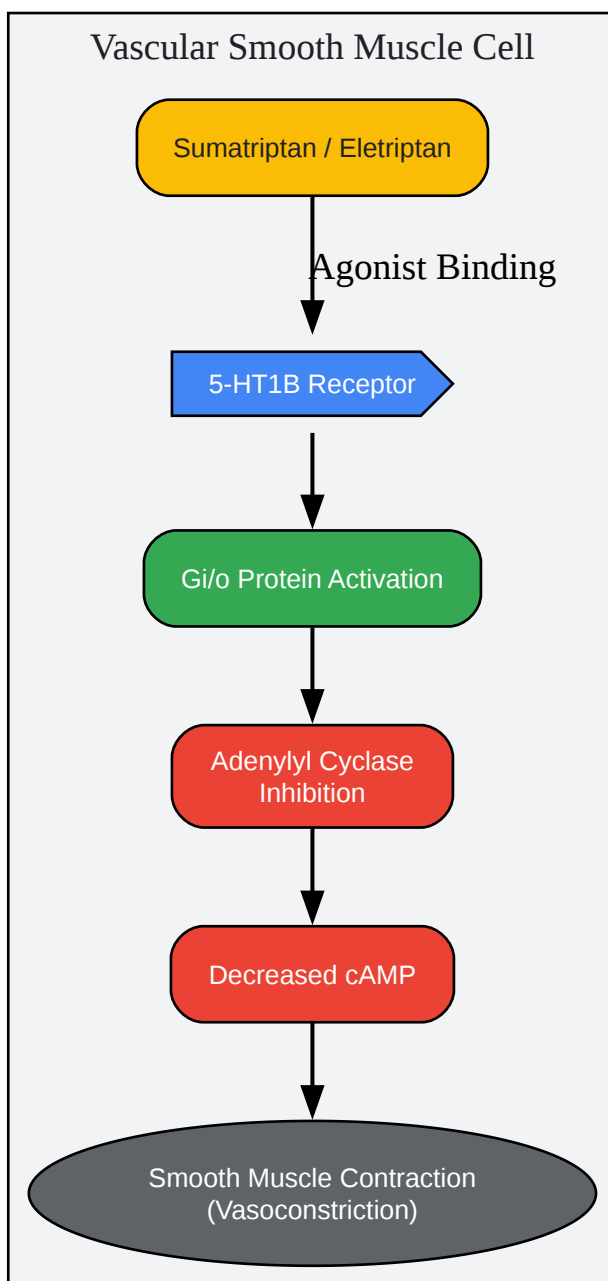 Vascular Smooth Muscle Cell
Sumatriptan / Eletriptan
Agonist Binding
5-HT1B Receptor
Gi/o Protein Activation
Adenylyl Cyclase
Inhibition
Decreased cAMP
Smooth Muscle Contraction
(Vasoconstriction)